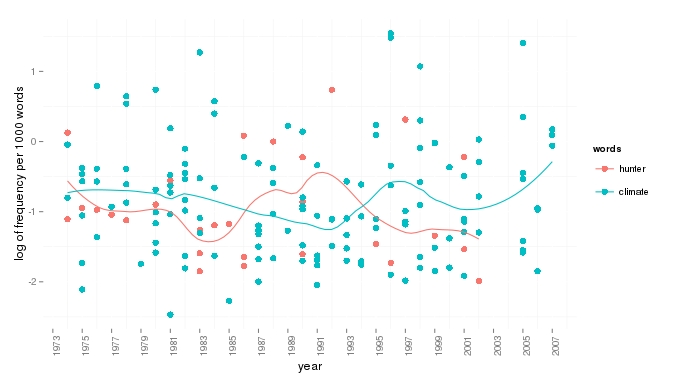 log of frequency per 1000 words
1
0
-1
-2
1973 1975 1977 1979 1981 1983 1985 1987 1989 1991 1993 1995 1997 1999 2001 2003 2005 2007
year
words
hunter
climate